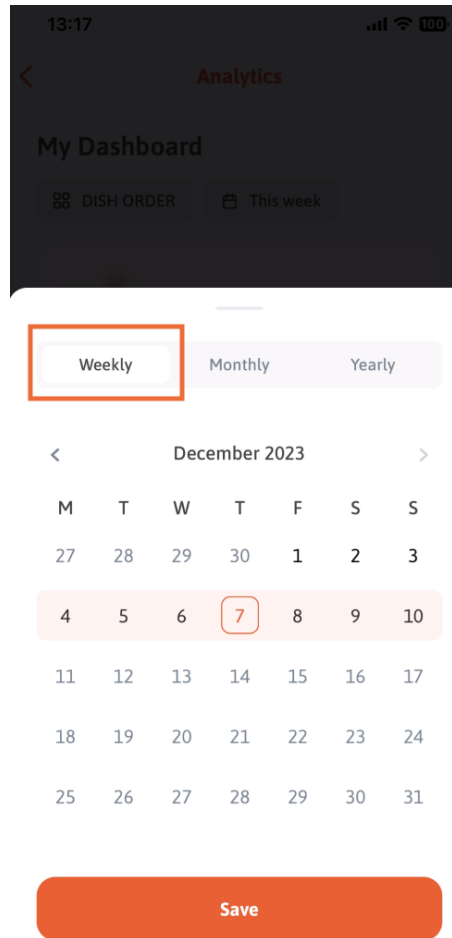 13:17 100
Analytics
My Dashboard
DISH ORDER This week
Weekly Monthly Yearly
< December 2023 >
M T W T F S S
27 28 29 30 1 2 3
4 5 6 7 8 9 10
11 12 13 14 15 16 17
18 19 20 21 22 23 24
25 26 27 28 29 30 31
Save